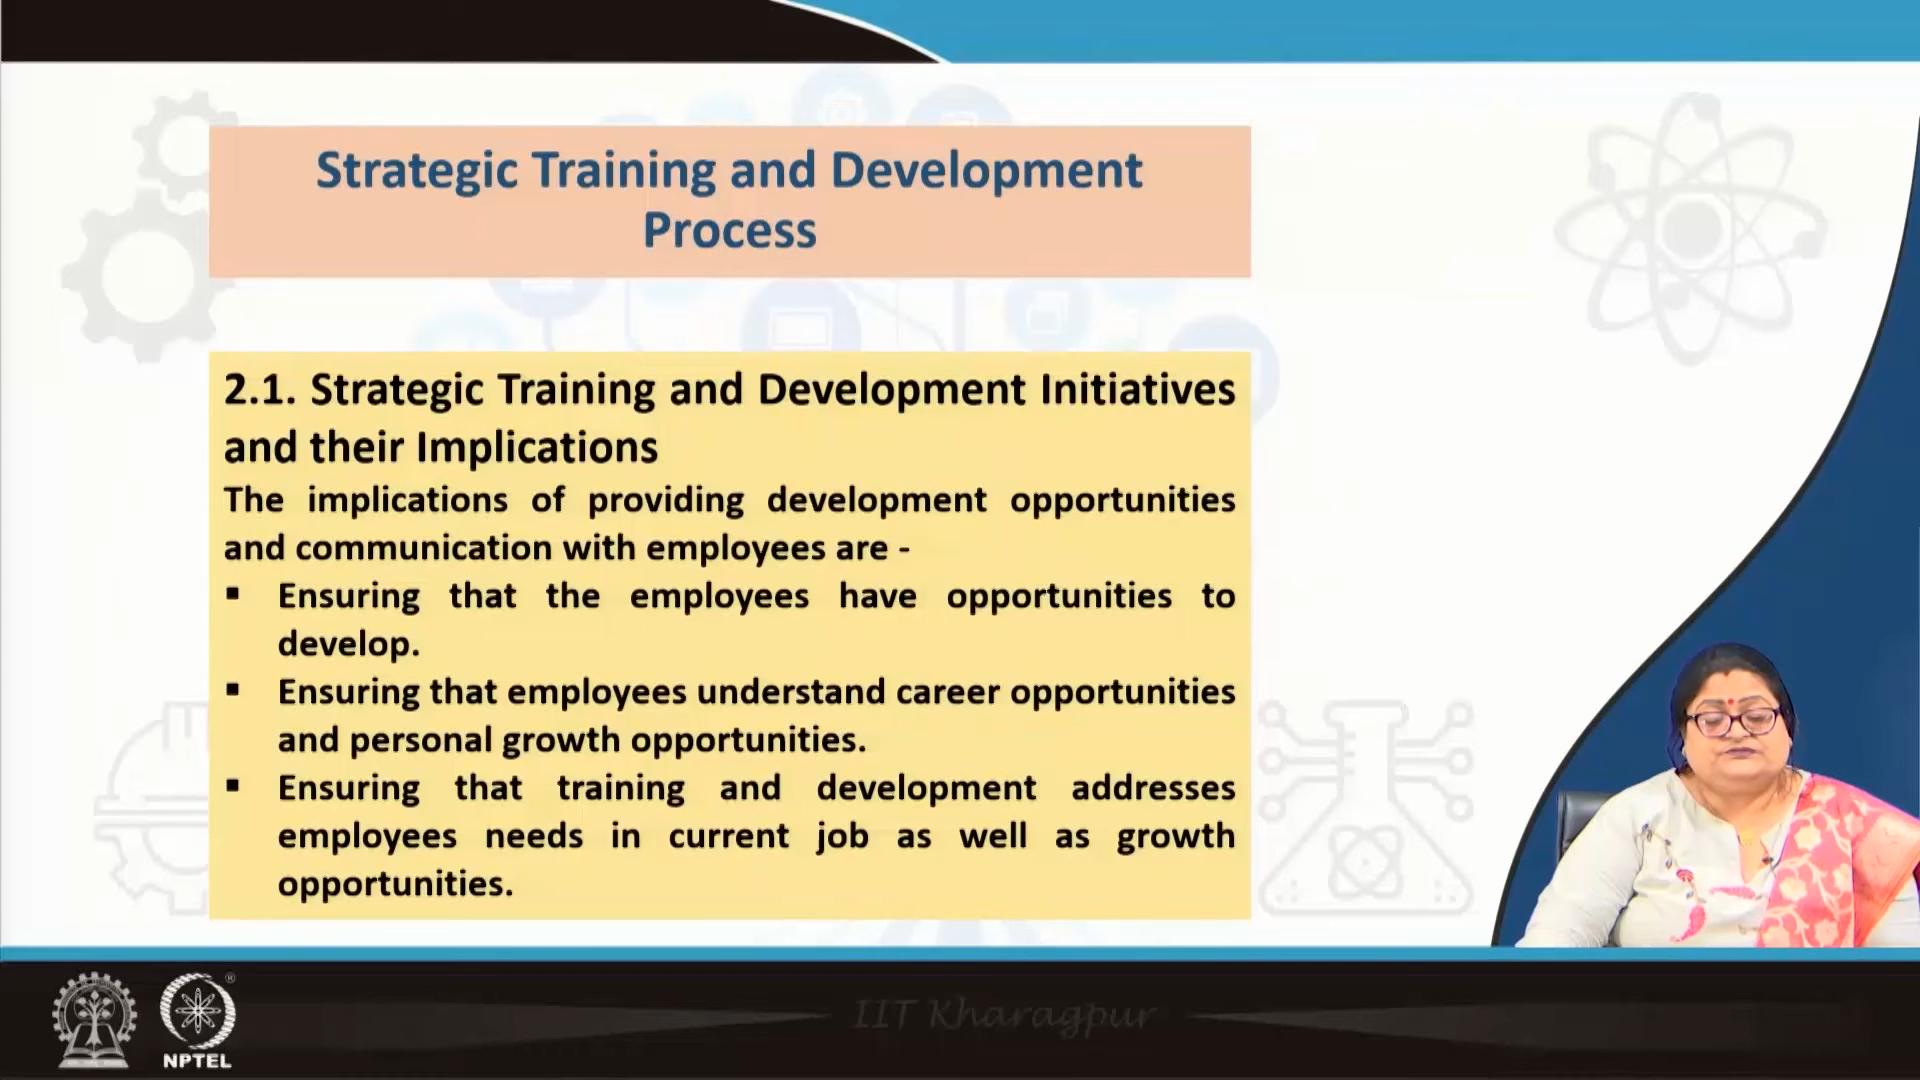 Strategic Training and Development
Process
2.1. Strategic Training and Development Initiatives
and their Implications
The implications of providing development opportunities
and communication with employees are -
▪ Ensuring that the employees have opportunities to
develop.
▪ Ensuring that employees understand career opportunities
and personal growth opportunities.
▪ Ensuring that training and development addresses
employees needs in current job as well as growth
opportunities.
IIT Kharagpur
®
NPTEL